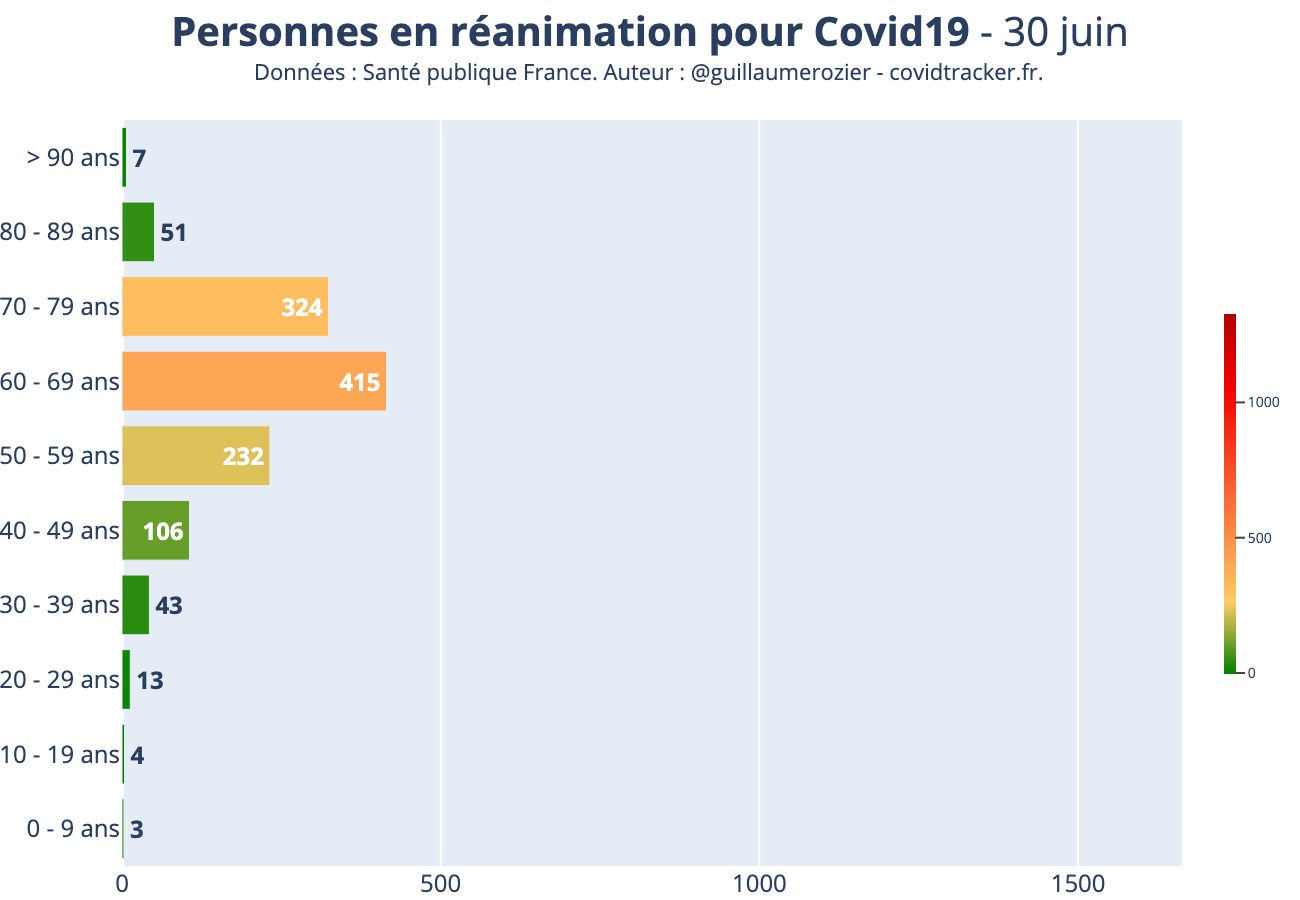 Personnes en réanimation pour Covid19 - 30 juin
Données : Santé publique France. Auteur : @guillaumerozier - covidtracker.fr.
> 90 ans 7
80 - 89 ans 51
70 - 79 ans 324
60 - 69 ans 415
50 - 59 ans 232
40 - 49 ans 106
30 - 39 ans 43
20 - 29 ans 13
10 - 19 ans 4
0 - 9 ans 3
0 500 1000 1500
1000
500
0